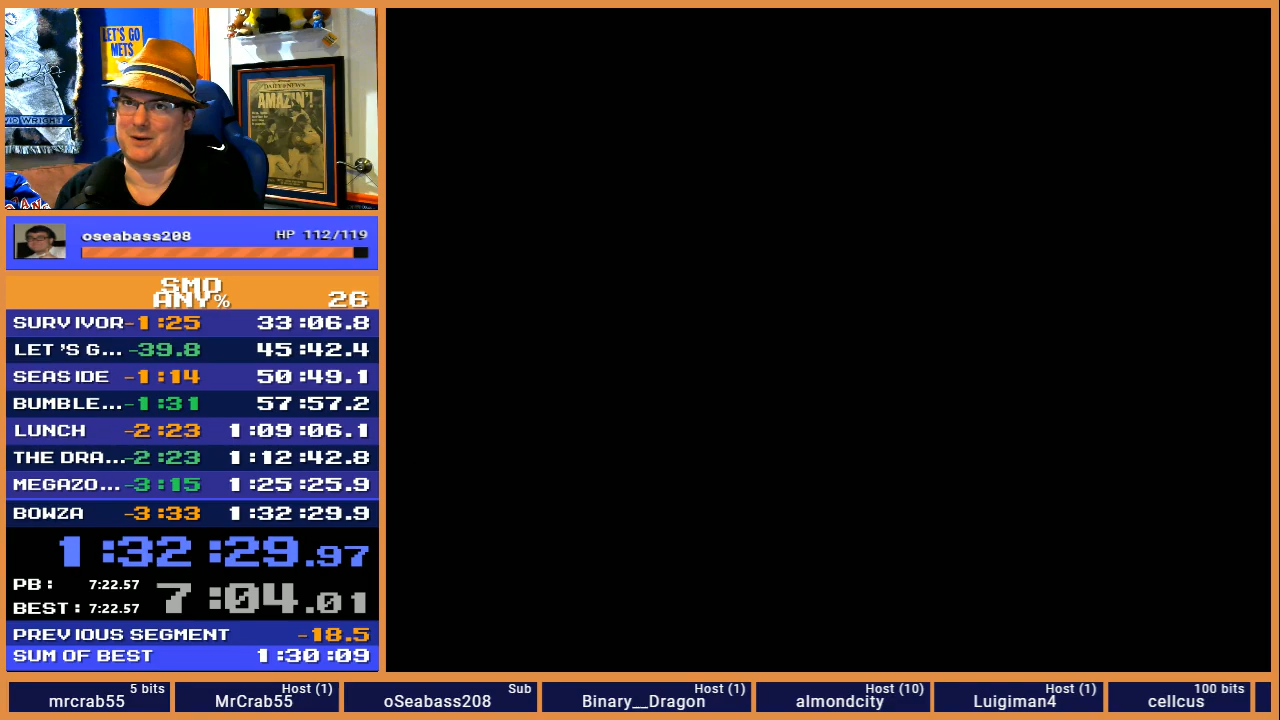 LET'S GO
METS
DAILY NEWS
AMAZIN'!
VID WRIGHT
oseabass208 HP 112/119
SMO
ANY% 26
SURVIVOR -1:25 33:06.8
LET'S G... -39.8 45:42.4
SEASIDE -1:14 50:49.1
BUMBLE... -1:31 57:57.2
LUNCH -2:23 1:09:06.1
THE DRA... -2:23 1:12:42.8
MEGAZO... -3:15 1:25:25.9
BOWZA -3:33 1:32:29.9
1:32:29.97
PB: 7:22.57
BEST: 7:22.57
7:04.01
PREVIOUS SEGMENT -18.5
SUM OF BEST 1:30:09
5 bits
mrcrab55
Host (1)
MrCrab55
Sub
oSeabass208
Host (1)
Binary__Dragon
Host (10)
almondcity
Host (1)
Luigiman4
100 bits
cellcus